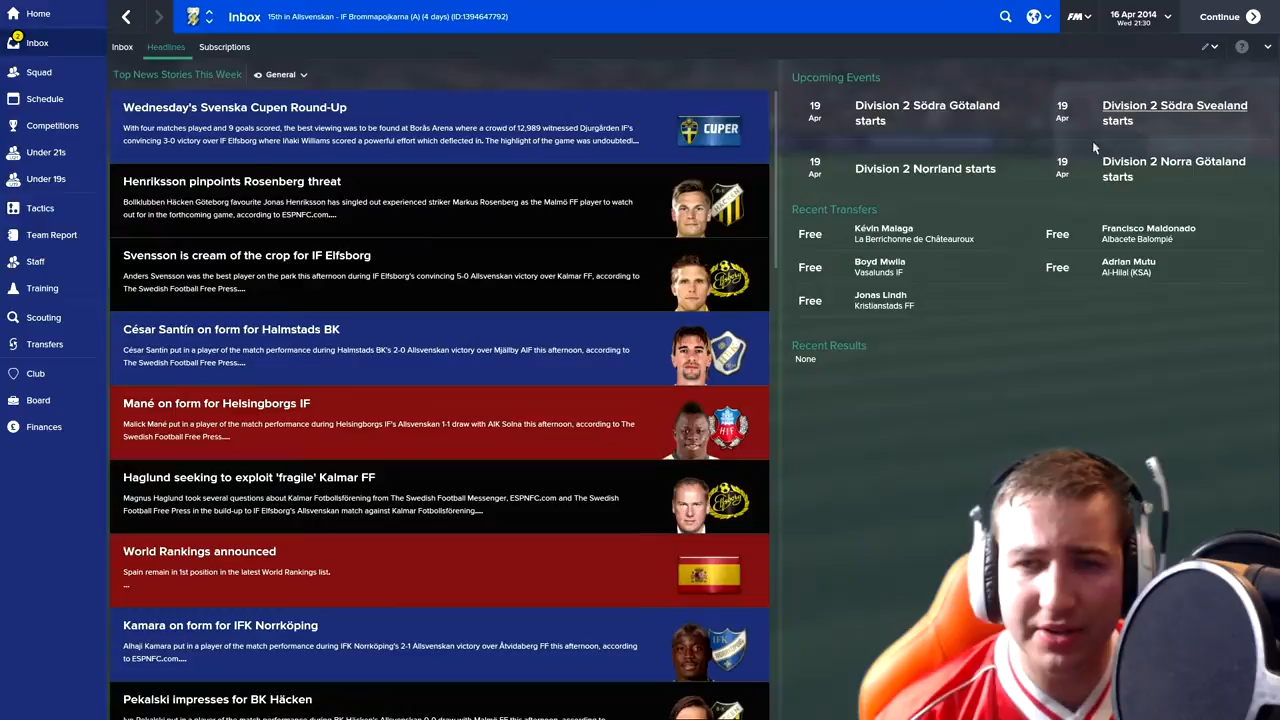 2
Home
Inbox
15th in Allsvenskan - IF Brommapojkarna (A) (4 days) (ID:1394647792)
FM
16 Apr 2014
Wed 21:30
Continue
Inbox
Squad
Schedule
Competitions
Under 21s
Under 19s
Tactics
Team Report
Staff
Training
Scouting
Transfers
Club
Board
Finances
Inbox
Headlines
Subscriptions
Top News Stories This Week
General
Wednesday's Svenska Cupen Round-Up
With four matches played and 9 goals scored, the best viewing was to be found at Borås Arena where a crowd of 12,989 witnessed Djurgården IF's
convincing 3-0 victory over IF Elfsborg where Iñaki Williams scored a powerful effort which deflected in. The highlight of the game was undoubtedl...
CUPER
Henriksson pinpoints Rosenberg threat
Bollklubben Häcken Göteborg favourite Jonas Henriksson has singled out experienced striker Markus Rosenberg as the Malmö FF player to watch
out for in the forthcoming game, according to ESPNFC.com....
Svensson is cream of the crop for IF Elfsborg
Anders Svensson was the best player on the park this afternoon during IF Elfsborg's convincing 5-0 Allsvenskan victory over Kalmar FF, according to
The Swedish Football Free Press....
César Santín on form for Halmstads BK
César Santín put in a player of the match performance during Halmstads BK's 2-0 Allsvenskan victory over Mjällby AIF this afternoon, according to
The Swedish Football Free Press....
Mané on form for Helsingborgs IF
Malick Mané put in a player of the match performance during Helsingborgs IF's Allsvenskan 1-1 draw with AIK Solna this afternoon, according to The
Swedish Football Free Press....
Haglund seeking to exploit 'fragile' Kalmar FF
Magnus Haglund took several questions about Kalmar Fotbollsförening from The Swedish Football Messenger, ESPNFC.com and The Swedish
Football Free Press in the build-up to IF Elfsborg's Allsvenskan match against Kalmar Fotbollsförening....
World Rankings announced
Spain remain in 1st position in the latest World Rankings list.
...
Kamara on form for IFK Norrköping
Alhaji Kamara put in a player of the match performance during IFK Norrköping's 2-1 Allsvenskan victory over Åtvidaberg FF this afternoon, according
to ESPNFC.com....
Pekalski impresses for BK Häcken
Upcoming Events
19
Apr
Division 2 Södra Götaland
starts
19
Apr
Division 2 Södra Svealand
starts
19
Apr
Division 2 Norrland starts
19
Apr
Division 2 Norra Götaland
starts
Recent Transfers
Free
Kévin Malaga
La Berrichonne de Châteauroux
Free
Francisco Maldonado
Albacete Balompié
Free
Boyd Mwila
Vasalunds IF
Free
Adrian Mutu
Al-Hilal (KSA)
Free
Jonas Lindh
Kristianstads FF
Recent Results
None